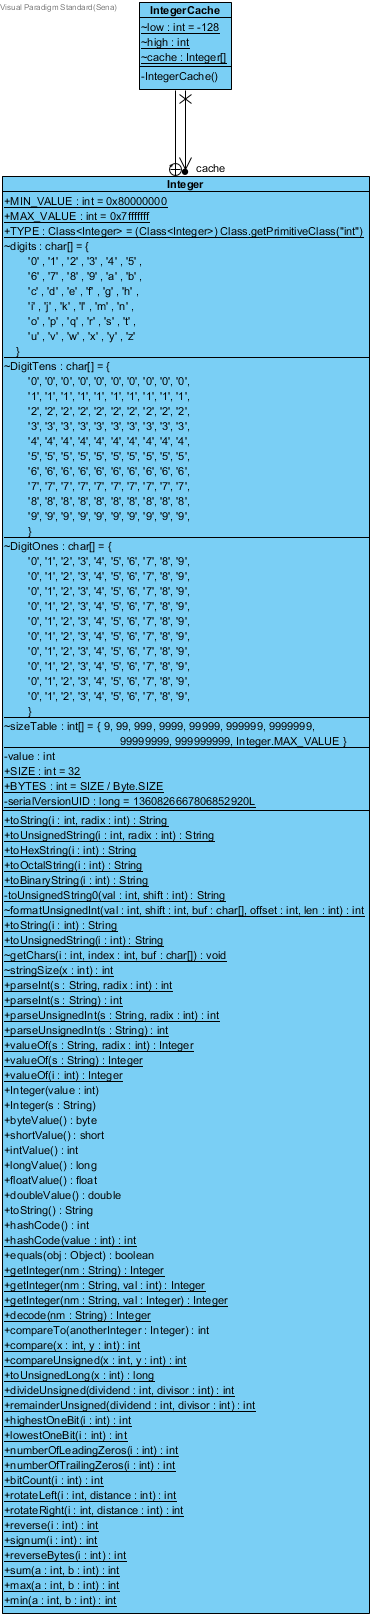 Visual Paradigm Standard(Sena)
IntegerCache
~low : int = -128
~high : int
~cache : Integer[]
-IntegerCache()
cache
Integer
+MIN_VALUE : int = 0x80000000
+MAX_VALUE : int = 0x7fffffff
+TYPE : Class<Integer> = (Class<Integer>) Class.getPrimitiveClass("int")
~digits : char[] = {
'0' , '1' , '2' , '3' , '4' , '5' ,
'6' , '7' , '8' , '9' , 'a' , 'b' ,
'c' , 'd' , 'e' , 'f' , 'g' , 'h' ,
'i' , 'j' , 'k' , 'l' , 'm' , 'n' ,
'o' , 'p' , 'q' , 'r' , 's' , 't' ,
'u' , 'v' , 'w' , 'x' , 'y' , 'z'
}
~DigitTens : char[] = {
'0', '0', '0', '0', '0', '0', '0', '0', '0', '0',
'1', '1', '1', '1', '1', '1', '1', '1', '1', '1',
'2', '2', '2', '2', '2', '2', '2', '2', '2', '2',
'3', '3', '3', '3', '3', '3', '3', '3', '3', '3',
'4', '4', '4', '4', '4', '4', '4', '4', '4', '4',
'5', '5', '5', '5', '5', '5', '5', '5', '5', '5',
'6', '6', '6', '6', '6', '6', '6', '6', '6', '6',
'7', '7', '7', '7', '7', '7', '7', '7', '7', '7',
'8', '8', '8', '8', '8', '8', '8', '8', '8', '8',
'9', '9', '9', '9', '9', '9', '9', '9', '9', '9',
}
~DigitOnes : char[] = {
'0', '1', '2', '3', '4', '5', '6', '7', '8', '9',
'0', '1', '2', '3', '4', '5', '6', '7', '8', '9',
'0', '1', '2', '3', '4', '5', '6', '7', '8', '9',
'0', '1', '2', '3', '4', '5', '6', '7', '8', '9',
'0', '1', '2', '3', '4', '5', '6', '7', '8', '9',
'0', '1', '2', '3', '4', '5', '6', '7', '8', '9',
'0', '1', '2', '3', '4', '5', '6', '7', '8', '9',
'0', '1', '2', '3', '4', '5', '6', '7', '8', '9',
'0', '1', '2', '3', '4', '5', '6', '7', '8', '9',
'0', '1', '2', '3', '4', '5', '6', '7', '8', '9',
}
~sizeTable : int[] = { 9, 99, 999, 9999, 99999, 999999, 9999999,
99999999, 999999999, Integer.MAX_VALUE }
-value : int
+SIZE : int = 32
+BYTES : int = SIZE / Byte.SIZE
-serialVersionUID : long = 1360826667806852920L
+toString(i : int, radix : int) : String
+toUnsignedString(i : int, radix : int) : String
+toHexString(i : int) : String
+toOctalString(i : int) : String
+toBinaryString(i : int) : String
-toUnsignedString0(val : int, shift : int) : String
~formatUnsignedInt(val : int, shift : int, buf : char[], offset : int, len : int) : int
+toString(i : int) : String
+toUnsignedString(i : int) : String
~getChars(i : int, index : int, buf : char[]) : void
~stringSize(x : int) : int
+parseInt(s : String, radix : int) : int
+parseInt(s : String) : int
+parseUnsignedInt(s : String, radix : int) : int
+parseUnsignedInt(s : String) : int
+valueOf(s : String, radix : int) : Integer
+valueOf(s : String) : Integer
+valueOf(i : int) : Integer
+Integer(value : int)
+Integer(s : String)
+byteValue() : byte
+shortValue() : short
+intValue() : int
+longValue() : long
+floatValue() : float
+doubleValue() : double
+toString() : String
+hashCode() : int
+hashCode(value : int) : int
+equals(obj : Object) : boolean
+getInteger(nm : String) : Integer
+getInteger(nm : String, val : int) : Integer
+getInteger(nm : String, val : Integer) : Integer
+decode(nm : String) : Integer
+compareTo(anotherInteger : Integer) : int
+compare(x : int, y : int) : int
+compareUnsigned(x : int, y : int) : int
+toUnsignedLong(x : int) : long
+divideUnsigned(dividend : int, divisor : int) : int
+remainderUnsigned(dividend : int, divisor : int) : int
+highestOneBit(i : int) : int
+lowestOneBit(i : int) : int
+numberOfLeadingZeros(i : int) : int
+numberOfTrailingZeros(i : int) : int
+bitCount(i : int) : int
+rotateLeft(i : int, distance : int) : int
+rotateRight(i : int, distance : int) : int
+reverse(i : int) : int
+signum(i : int) : int
+reverseBytes(i : int) : int
+sum(a : int, b : int) : int
+max(a : int, b : int) : int
+min(a : int, b : int) : int